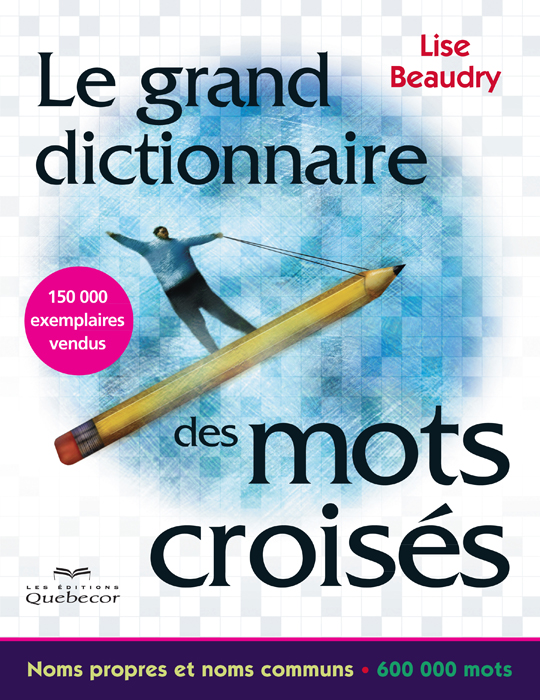 Lise
Beaudry
Le grand
dictionnaire
150 000
exemplaires
vendus
des mots
croisés
LES ÉDITIONS
Quebecor
Noms propres et noms communs • 600 000 mots